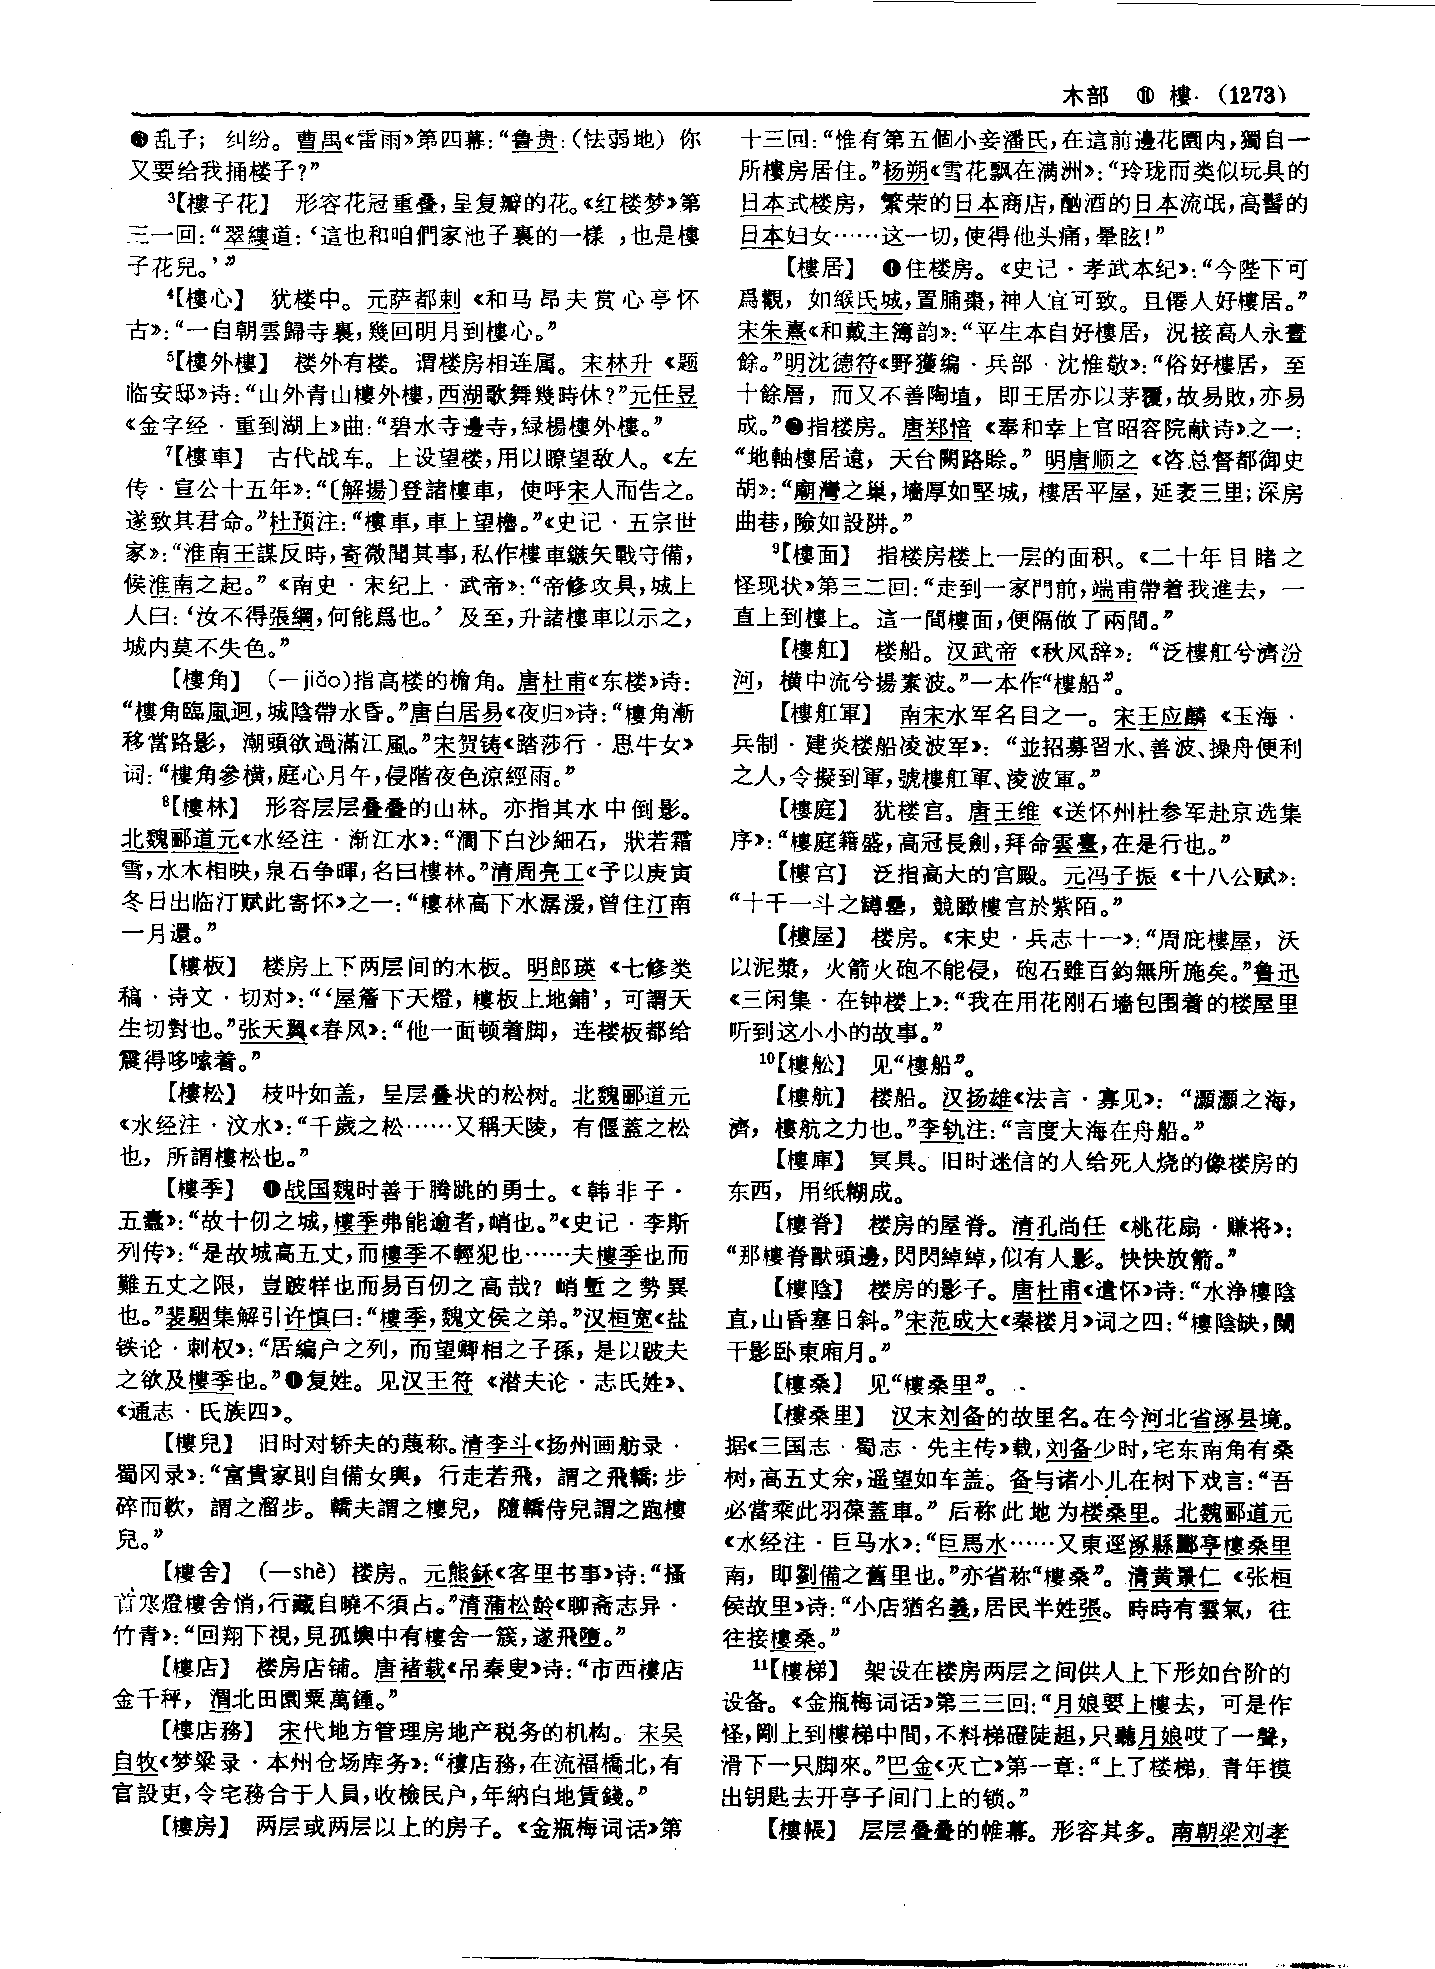 木部 ⑪ 樓 (1273)
❸乱子；纠纷。曹禺《雷雨》第四幕：“鲁贵：（怯弱地）你
又要给我捅楼子？”
³【樓子花】 形容花冠重叠，呈复瓣的花。《红楼梦》第
三一回：“翠縷道：‘這也和咱們家池子裏的一樣，也是樓
子花兒。’”
⁴【樓心】 犹楼中。元萨都剌《和马昂夫赏心亭怀
古》：“一自朝雲歸寺裏，幾回明月到樓心。”
⁵【樓外樓】 楼外有楼。谓楼房相连属。宋林升《题
临安邸》诗：“山外青山樓外樓，西湖歌舞幾時休？”元任昱
《金字经·重到湖上》曲：“碧水寺邊寺，緑楊樓外樓。”
⁷【樓車】 古代战车。上设望楼，用以瞭望敌人。《左
传·宣公十五年》：“〔解揚〕登諸樓車，使呼宋人而告之。
遂致其君命。”杜预注：“樓車，車上望櫓。”《史记·五宗世
家》：“淮南王謀反時，寄微聞其事，私作樓車鏃矢戰守備，
候淮南之起。”《南史·宋纪上·武帝》：“帝修攻具，城上
人曰：‘汝不得張綱，何能爲也。’及至，升諸樓車以示之，
城内莫不失色。”
【樓角】 （—jiǎo）指高楼的檐角。唐杜甫《东楼》诗：
“樓角臨風迥，城陰帶水昏。”唐白居易《夜归》诗：“樓角漸
移當路影，潮頭欲過滿江風。”宋贺铸《踏莎行·思牛女》
词：“樓角參横，庭心月午，侵階夜色凉經雨。”
⁸【樓林】 形容层层叠叠的山林。亦指其水中倒影。
北魏郦道元《水经注·渐江水》：“澗下白沙細石，狀若霜
雪，水木相映，泉石争暉，名曰樓林。”清周亮工《予以庚寅
冬日出临汀赋此寄怀》之一：“樓林高下水潺湲，曾住汀南
一月還。”
【樓板】 楼房上下两层间的木板。明郎瑛《七修类
稿·诗文·切对》：“‘屋簷下天燈，樓板上地鋪’，可謂天
生切對也。”张天翼《春风》：“他一面顿着脚，连楼板都给
震得哆嗦着。”
【樓松】 枝叶如盖，呈层叠状的松树。北魏郦道元
《水经注·汶水》：“千歲之松……又稱天陵，有偃蓋之松
也，所謂樓松也。”
【樓季】 ❶战国魏时善于腾跳的勇士。《韩非子·
五蠹》：“故十仞之城，樓季弗能逾者，峭也。”《史记·李斯
列传》：“是故城高五丈，而樓季不輕犯也……夫樓季也而
難五丈之限，豈跛牂也而易百仞之高哉？峭塹之勢異
也。”裴駰集解引许慎曰：“樓季，魏文侯之弟。”汉桓宽《盐
铁论·刺权》：“居编户之列，而望卿相之子孫，是以跛夫
之欲及樓季也。”❶复姓。见汉王符《潜夫论·志氏姓》、
《通志·氏族四》。
【樓兒】 旧时对轿夫的蔑称。清李斗《扬州画舫录·
蜀冈录》：“富貴家則自備女輿，行走若飛，謂之飛轎；步
碎而軟，謂之溜步。轎夫謂之樓兒，隨轎侍兒謂之跑樓
兒。”
【樓舍】 （—shè）楼房。元熊鉌《客里书事》诗：“搔
首寒燈樓舍悄，行藏自曉不須占。”清蒲松龄《聊斋志异·
竹青》：“回翔下視，見孤嶼中有樓舍一簇，遂飛墮。”
【樓店】 楼房店铺。唐褚载《吊秦叟》诗：“市西樓店
金千秤，渭北田園粟萬鍾。”
【樓店務】 宋代地方管理房地产税务的机构。宋吴
自牧《梦粱录·本州仓场库务》：“樓店務，在流福橋北，有
官設吏，令宅務合干人員，收檢民户，年納白地賃錢。”
【樓房】 两层或两层以上的房子。《金瓶梅词话》第
十三回：“惟有第五個小妾潘氏，在這前邊花園内，獨自一
所樓房居住。”杨朔《雪花飘在满洲》：“玲珑而类似玩具的
日本式楼房，繁荣的日本商店，酗酒的日本流氓，高髻的
日本妇女……这一切，使得他头痛，晕眩！”
【樓居】 ❶住楼房。《史记·孝武本纪》：“今陛下可
爲觀，如緱氏城，置脯棗，神人宜可致。且僊人好樓居。”
宋朱熹《和戴主簿韵》：“平生本自好樓居，況接高人永晝
餘。”明沈德符《野獲编·兵部·沈惟敬》：“俗好樓居，至
十餘層，而又不善陶埴，即王居亦以茅覆，故易敗，亦易
成。”❷指楼房。唐郑愔《奉和幸上官昭容院献诗》之一：
“地軸樓居遠，天台闕路賒。”明唐顺之《咨总督都御史
胡》：“廟灣之巢，墻厚如堅城，樓居平屋，延袤三里；深房
曲巷，險如設阱。”
⁹【樓面】 指楼房楼上一层的面积。《二十年目睹之
怪现状》第三二回：“走到一家門前，端甫帶着我進去，一
直上到樓上。這一間樓面，便隔做了兩間。”
【樓舡】 楼船。汉武帝《秋风辞》：“泛樓舡兮濟汾
河，横中流兮揚素波。”一本作“樓船”。
【樓舡軍】 南宋水军名目之一。宋王应麟《玉海·
兵制·建炎楼船凌波军》：“並招募習水、善波、操舟便利
之人，令擬到軍，號樓舡軍、淩波軍。”
【樓庭】 犹楼宫。唐王维《送怀州杜参军赴京选集
序》：“樓庭籍盛，高冠長劍，拜命雲臺，在是行也。”
【樓宫】 泛指高大的宫殿。元冯子振《十八公赋》：
“十千一斗之罇罍，競瞰樓宫於紫陌。”
【樓屋】 楼房。《宋史·兵志十一》：“周庇樓屋，沃
以泥漿，火箭火砲不能侵，砲石雖百鈞無所施矣。”鲁迅
《三闲集·在钟楼上》：“我在用花刚石墙包围着的楼屋里
听到这小小的故事。”
¹⁰【樓舩】 见“樓船”。
【樓航】 楼船。汉扬雄《法言·寡见》：“灝灝之海，
濟，樓航之力也。”李轨注：“言度大海在舟船。”
【樓庫】 冥具。旧时迷信的人给死人烧的像楼房的
东西，用纸糊成。
【樓脊】 楼房的屋脊。清孔尚任《桃花扇·赚将》：
“那樓脊獸頭邊，閃閃綽綽，似有人影。快快放箭。”
【樓陰】 楼房的影子。唐杜甫《遣怀》诗：“水浄樓陰
直，山昏塞日斜。”宋范成大《秦楼月》词之四：“樓陰缺，闌
干影卧東廂月。”
【樓桑】 见“樓桑里”。
【樓桑里】 汉末刘备的故里名。在今河北省涿县境。
据《三国志·蜀志·先主传》载，刘备少时，宅东南角有桑
树，高五丈余，遥望如车盖。备与诸小儿在树下戏言：“吾
必當乘此羽葆蓋車。”后称此地为楼桑里。北魏郦道元
《水经注·巨马水》：“巨馬水……又東逕涿縣酈亭樓桑里
南，即劉備之舊里也。”亦省称“樓桑”。清黄景仁《张桓
侯故里》诗：“小店猶名義，居民半姓張。時時有雲氣，往
往接樓桑。”
¹¹【樓梯】 架设在楼房两层之间供人上下形如台阶的
设备。《金瓶梅词话》第三三回：“月娘要上樓去，可是作
怪，剛上到樓梯中間，不料梯磴陡趄，只聽月娘哎了一聲，
滑下一只脚來。”巴金《灭亡》第一章：“上了楼梯，青年摸
出钥匙去开亭子间门上的锁。”
【樓帳】 层层叠叠的帷幕。形容其多。南朝梁刘孝